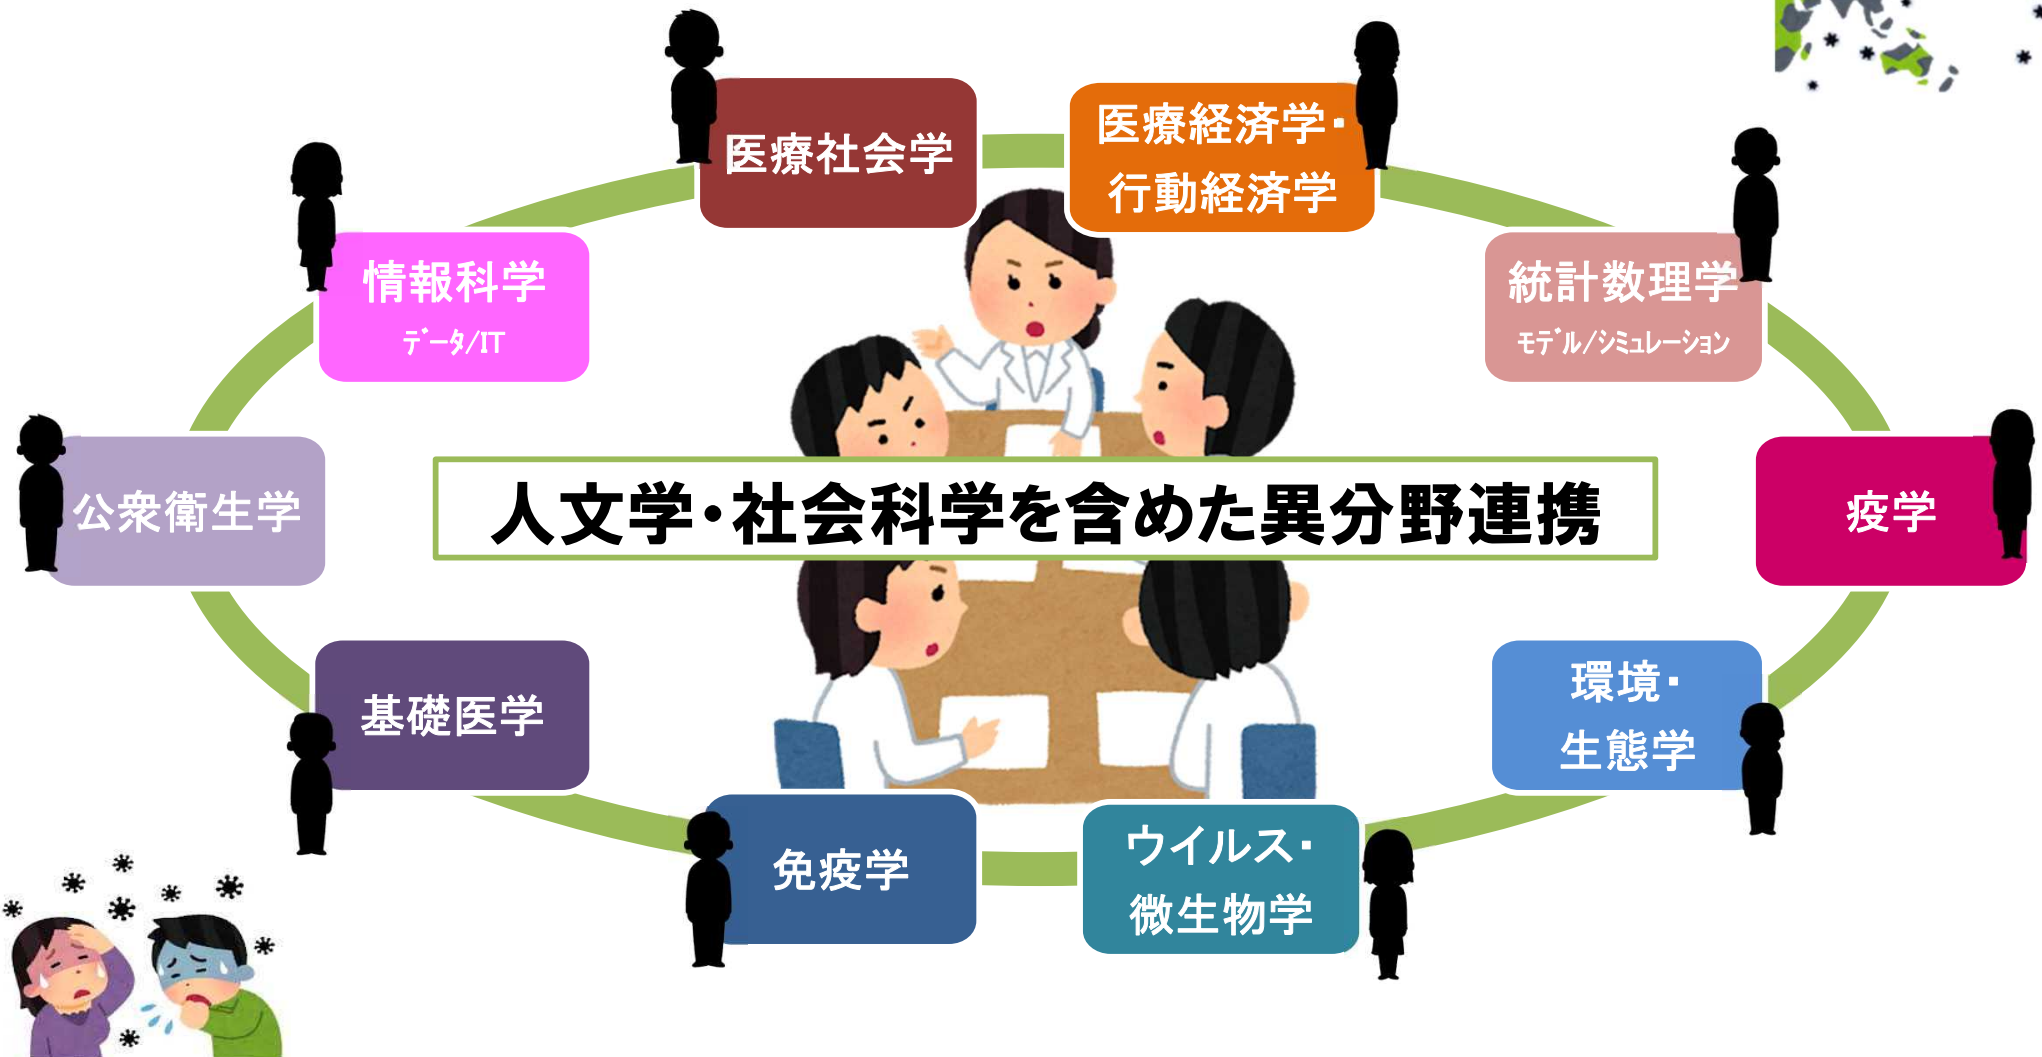 医療社会学
医療経済学・
行動経済学
情報科学
ﾃﾞｰﾀ/IT
統計数理学
ﾓﾃﾞﾙ/ｼﾐｭﾚｰｼｮﾝ
公衆衛生学
人文学・社会科学を含めた異分野連携
疫学
基礎医学
環境・
生態学
免疫学
ウイルス・
微生物学